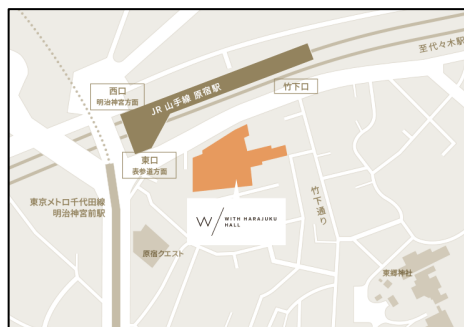 至代々木駅
JR 山手線 原宿駅
西口
明治神宮方面
竹下口
東口
表参道方面
東京メトロ千代田線
明治神宮前駅
竹下通り
W/ WITH HARAJUKU
HALL
原宿クエスト
東郷神社